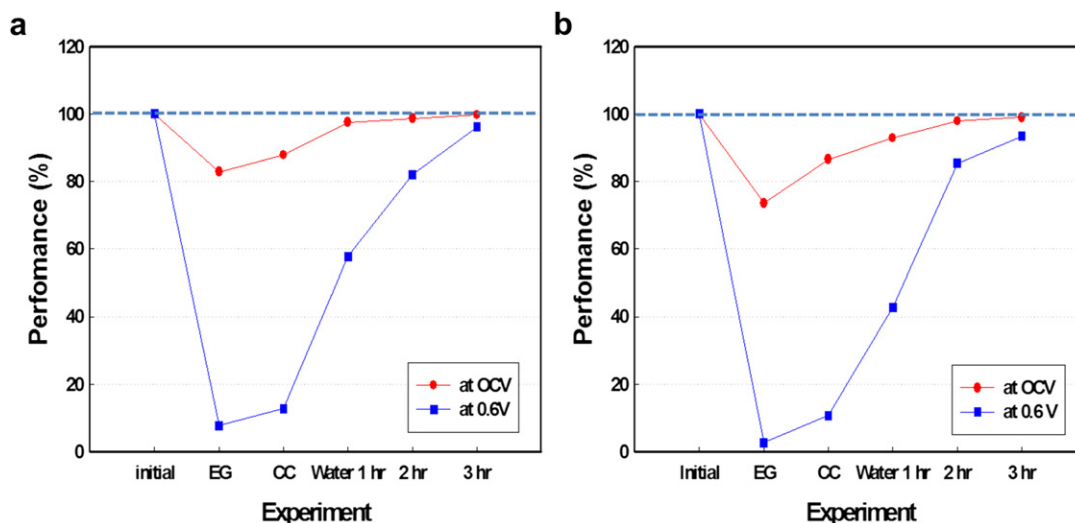 a
120
100
80
60
40
20
0
Perfomance (%)
at OCV
at 0.6V
initial EG CC Water 1 hr 2 hr 3 hr
Experiment
b
120
100
80
60
40
20
0
Perfomance (%)
at OCV
at 0.6 V
Initial EG CC Water 1 hr 2 hr 3 hr
Experiment